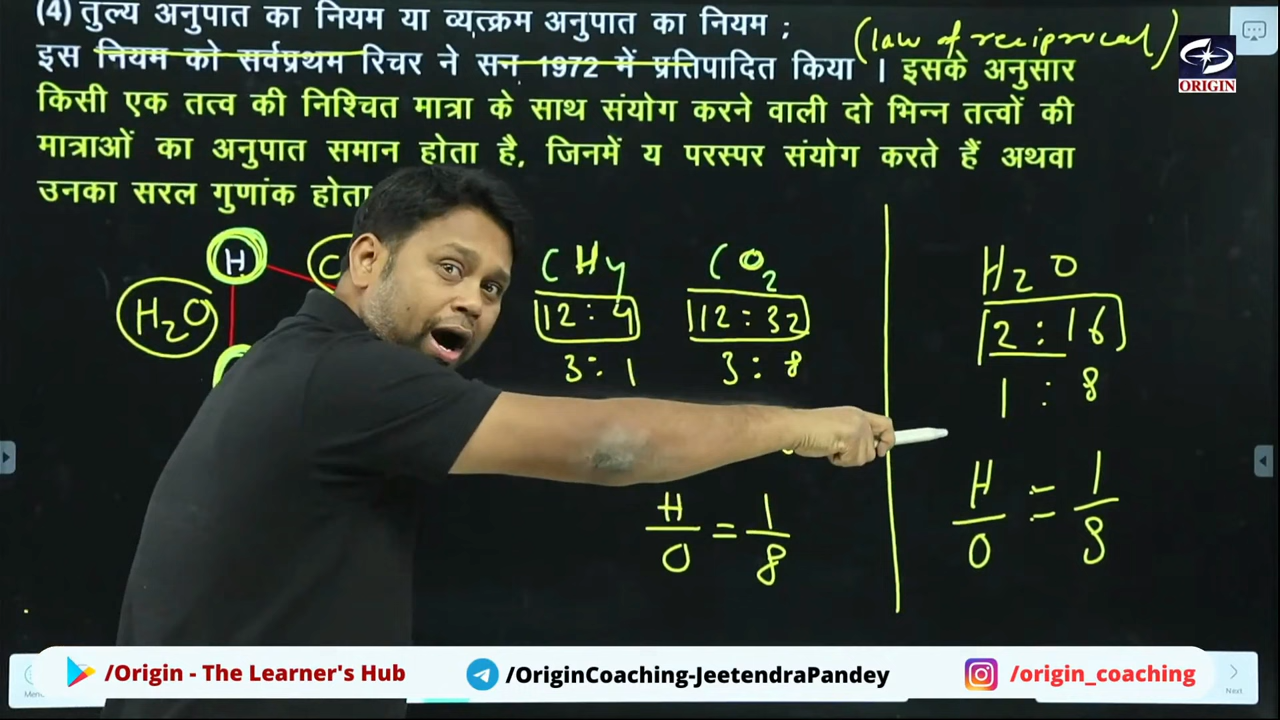 (4) तुल्य अनुपात का नियम या व्यत्क्रम अनुपात का नियम ;
(law of reciprocal)
इस नियम को सर्वप्रथम रिचर ने सन् 1972 में प्रतिपादित किया । इसके अनुसार
किसी एक तत्व की निश्चित मात्रा के साथ संयोग करने वाली दो भिन्न तत्वों की
मात्राओं का अनुपात समान होता है, जिनमें य परस्पर संयोग करते हैं अथवा
उनका सरल गुणांक होता
ORIGIN
H C
H2O
CH4 CO2 H2O
12 : 4 12 : 32 2 : 16
3 : 1 3 : 8 1 : 8
H/O = 1/8 H/O = 1/8
/Origin - The Learner's Hub /OriginCoaching-JeetendraPandey /origin_coaching
Next